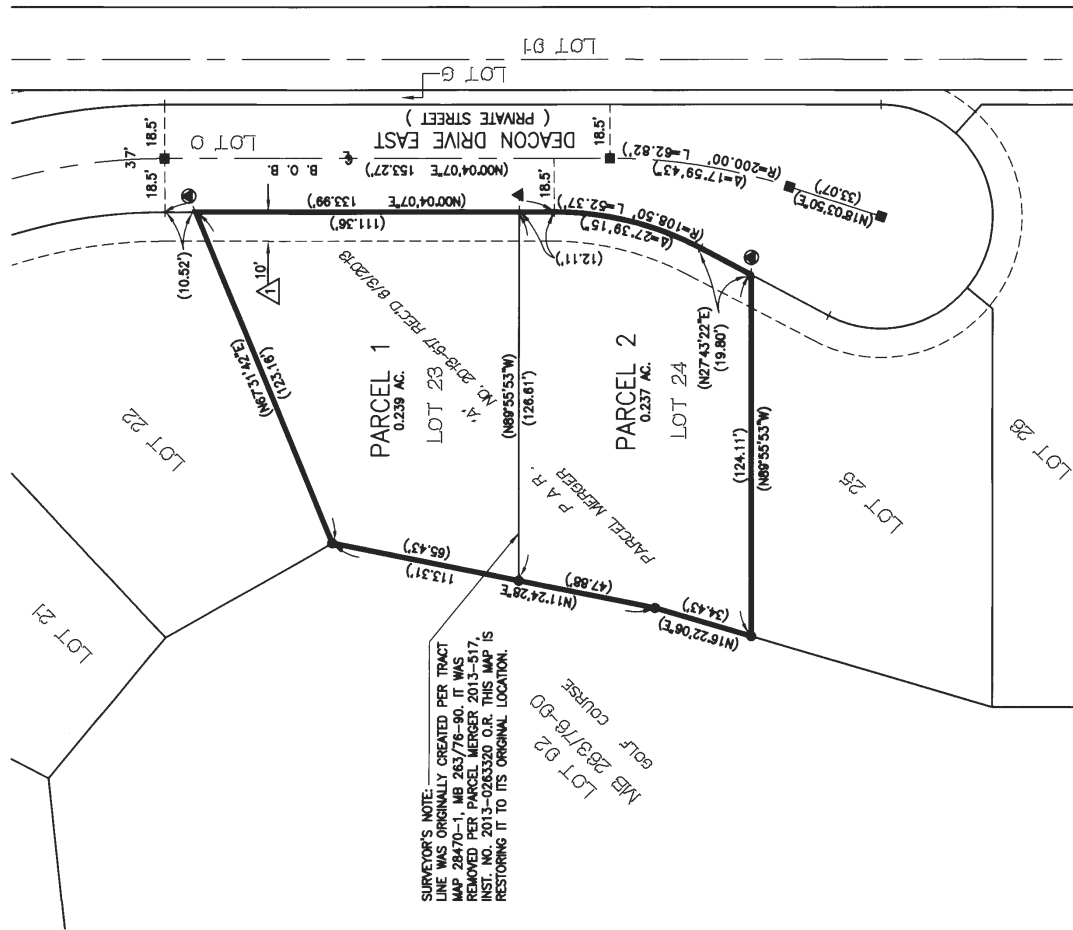 LOT D1
LOT G
DEACON DRIVE EAST
( PRIVATE STREET )
LOT O
37'
18.5'
18.5'
18.5'
18.5'
B. O. B.
(N00°04'07"E 153.27')
(Δ=17°59'43"
(R=200.00' L=62.82')
(N18°03'50"E)
(33.07')
(N00°04'07"E 133.99')
(111.36')
(10.52')
10'
1
(12.11')
(R=108.50' L=52.37'
(Δ=27°39'15")
(N27°43'22"E)
(19.80')
(N67°31'42"E)
(123.16')
LOT 22
PARCEL 1
0.239 AC.
LOT 23
"A"
NO. 2013-517 REC'D 6/3/2013
(N89°55'53"W)
(126.61')
PARCEL 2
0.237 AC.
LOT 24
P A R.
PARCEL MERGER
(124.11')
(N89°55'53"W)
LOT 25
LOT 26
(65.43')
113.31')
(N11°24'28"E
(47.88')
(34.43')
(N16°22'06"E)
LOT 21
SURVEYOR'S NOTE:
LINE WAS ORIGINALLY CREATED PER TRACT
MAP 28470-1, MB 263/76-90. IT WAS
REMOVED PER PARCEL MERGER 2013-517,
INST. NO. 2013-0263320 O.R. THIS MAP IS
RESTORING IT TO ITS ORIGINAL LOCATION.
LOT 92
MB 263/76-90
GOLF COURSE